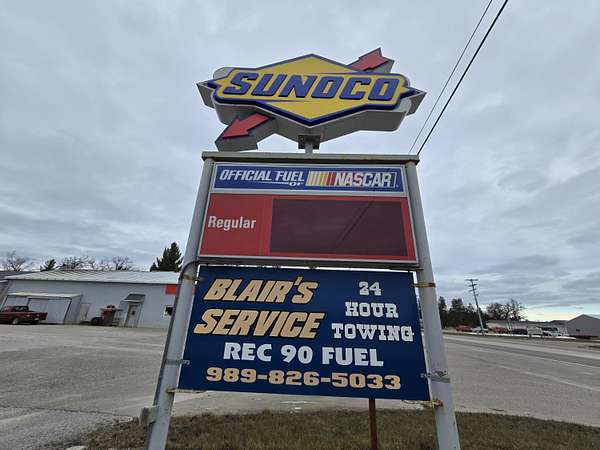 SUNOCO
OFFICIAL FUEL OF NASCAR
Regular
BLAIR'S
SERVICE
24
HOUR
TOWING
REC 90 FUEL
989-826-5033